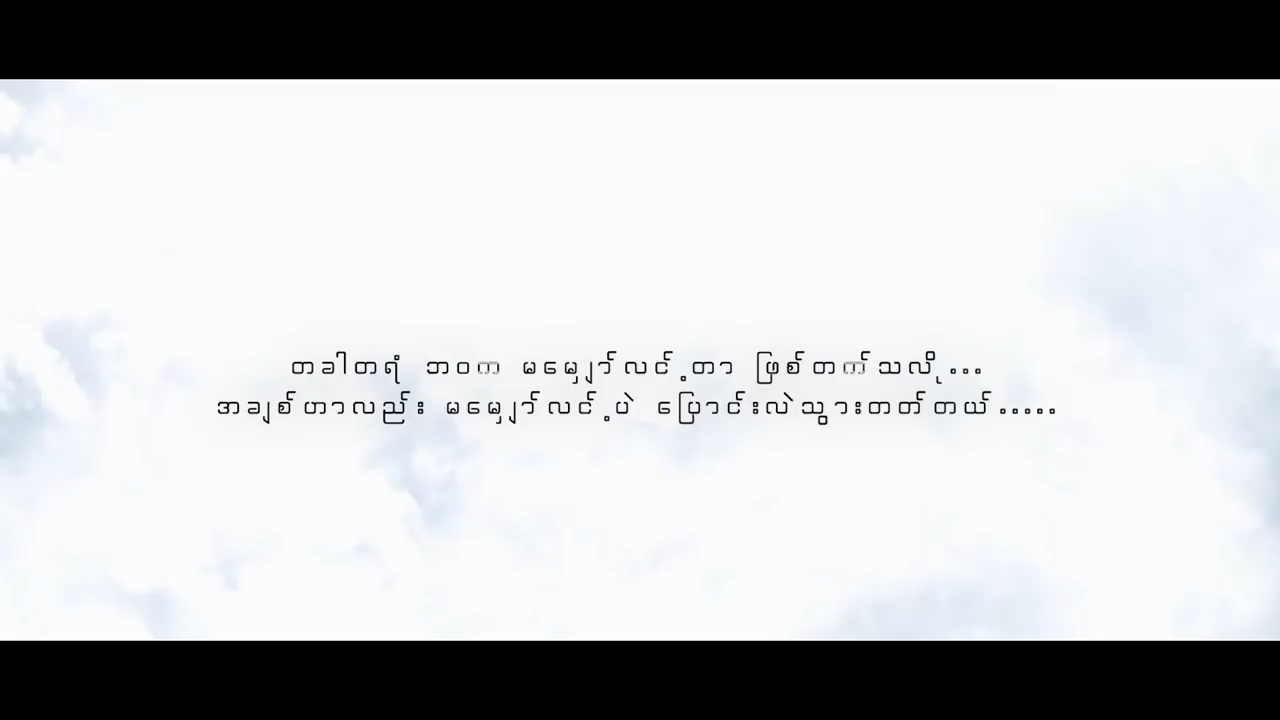 တခါတရံ ဘဝက မမျှော်လင့်တာ ဖြစ်တက်သလို...
အချစ်ဟာလည်း မမျှော်လင့်ပဲ ပြောင်းလဲသွားတတ်တယ်.....